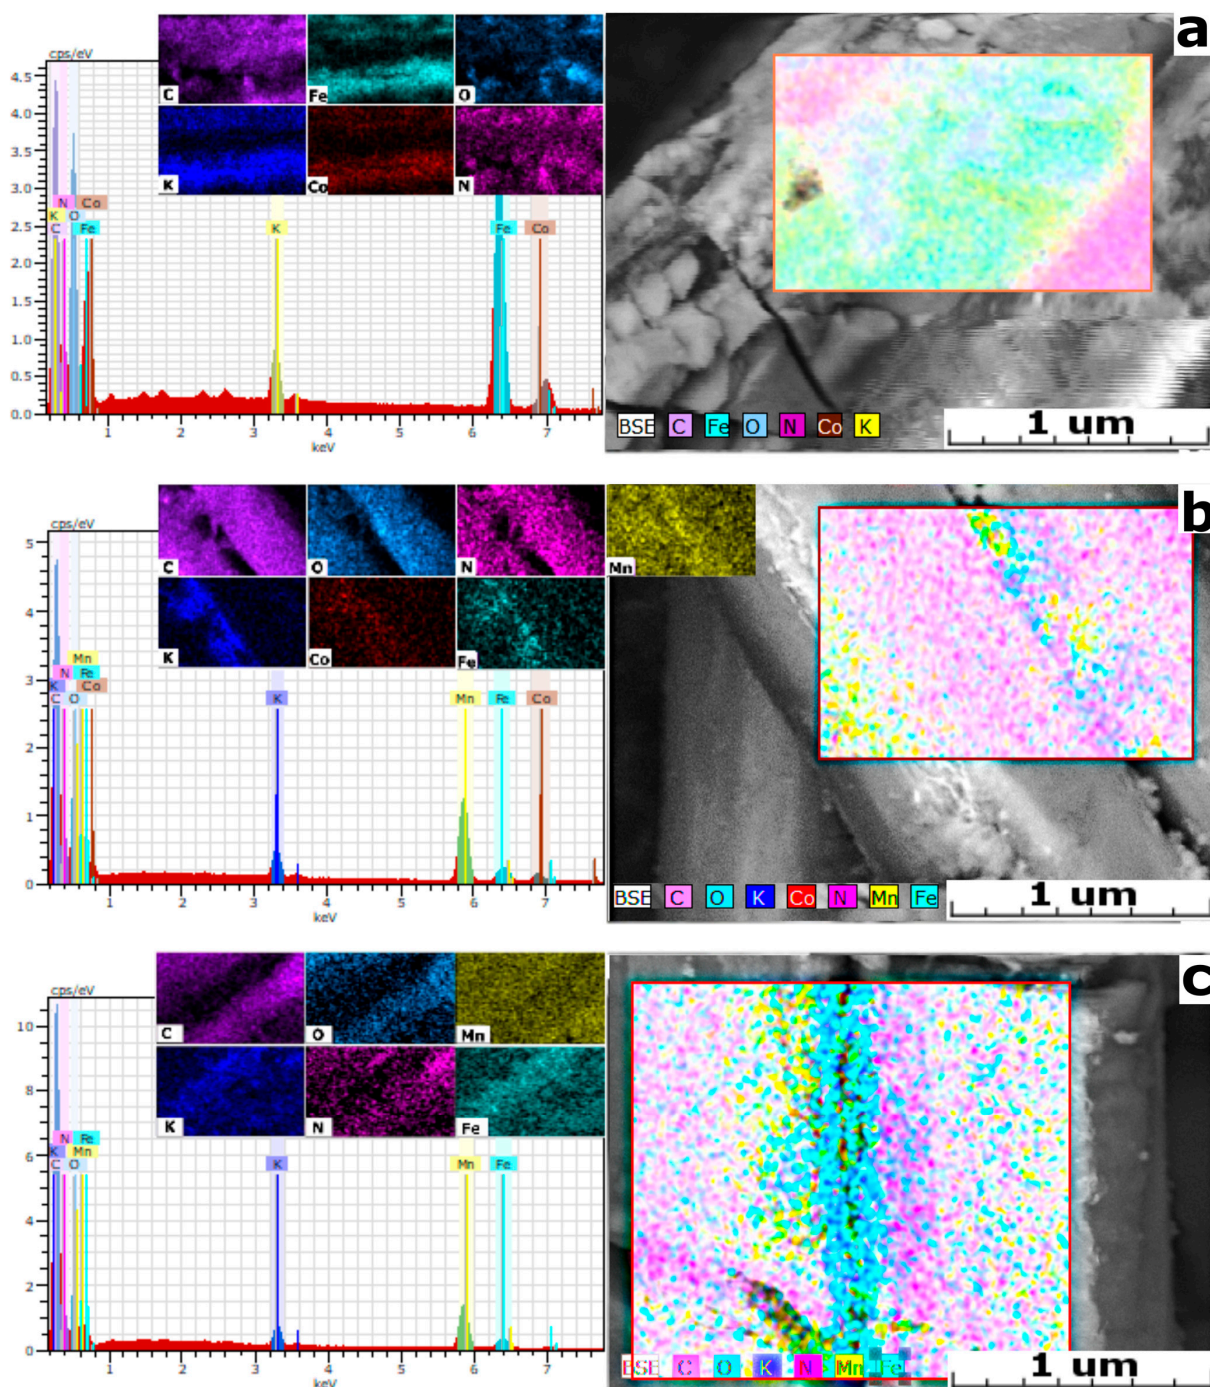 a
cps/eV
C Fe O
K Co N
4.5
4.0
3.5
3.0
2.5
2.0
1.5
1.0
0.5
0.0
N Co
K O
C Fe
K
Fe Co
1 2 3 4 5 6 7
keV
BSE C Fe O N Co K
1 um
b
cps/eV
C O N Mn
K Co Fe
5
4
3
2
1
0
Mn
N Fe
K Co
C O
K
Mn Fe Co
1 2 3 4 5 6 7
keV
BSE C O K Co N Mn Fe
1 um
c
cps/eV
C O Mn
K N Fe
10
8
6
4
2
0
N Fe
K Mn
C O
K
Mn Fe
1 2 3 4 5 6 7
keV
BSE C O K N Mn Fe
1 um